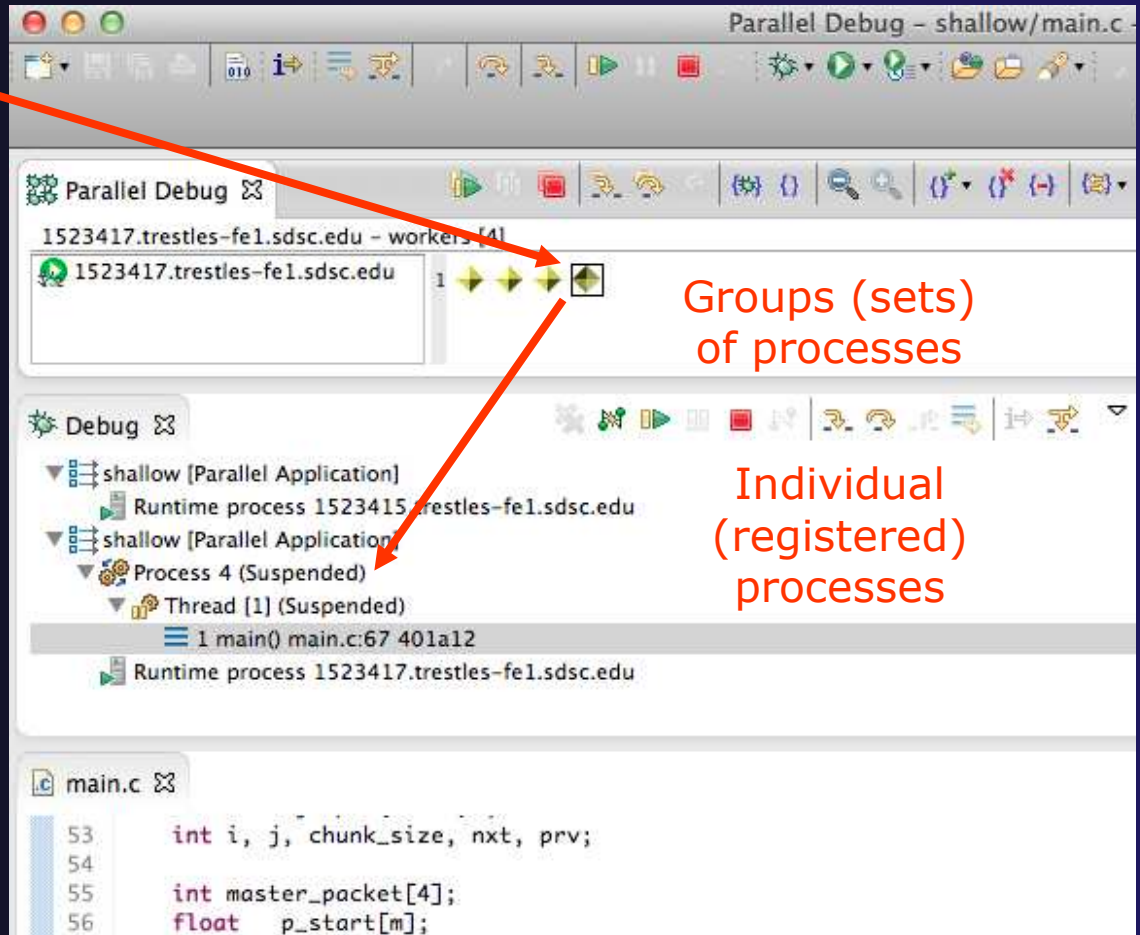 Parallel Debug - shallow/main.c -
010
Parallel Debug
1523417.trestles-fe1.sdsc.edu - workers [4]
1523417.trestles-fe1.sdsc.edu
1
Groups (sets)
of processes
Debug
shallow [Parallel Application]
Runtime process 1523415.trestles-fe1.sdsc.edu
shallow [Parallel Application]
Process 4 (Suspended)
Thread [1] (Suspended)
1 main() main.c:67 401a12
Runtime process 1523417.trestles-fe1.sdsc.edu
Individual
(registered)
processes
.c main.c
53 int i, j, chunk_size, nxt, prv;
54
55 int master_packet[4];
56 float p_start[m];